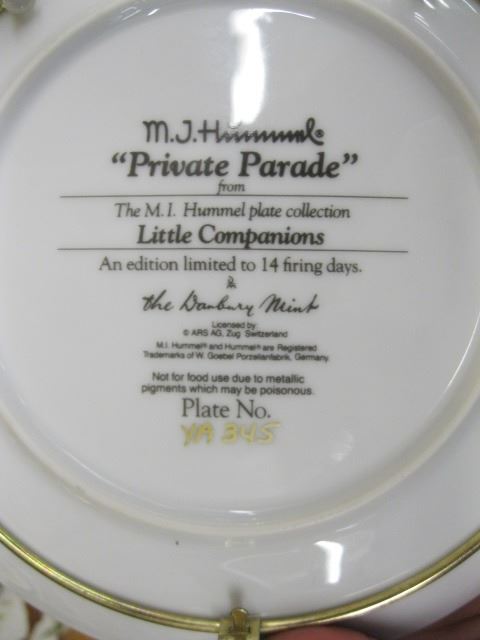 M.J.Hummel®
“Private Parade”
from
The M.I. Hummel plate collection
Little Companions
An edition limited to 14 firing days.
the Danbury Mint
Licensed by:
© ARS AG, Zug Switzerland
M.I. Hummel® and Hummel® are Registered
Trademarks of W. Goebel Porzellanfabrik, Germany.
Not for food use due to metallic
pigments which may be poisonous.
Plate No.
YA 345